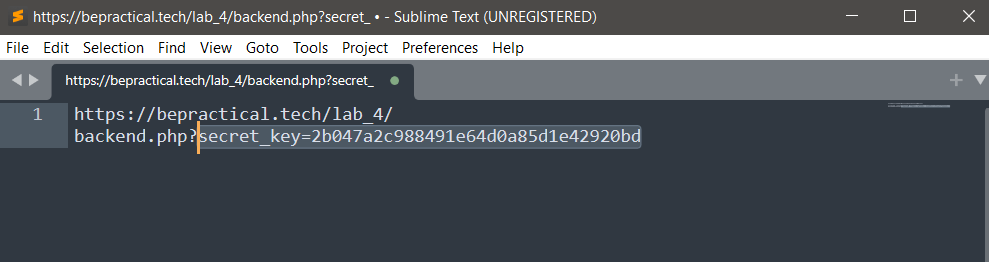 https://bepractical.tech/lab_4/backend.php?secret_ • - Sublime Text (UNREGISTERED)
File Edit Selection Find View Goto Tools Project Preferences Help
https://bepractical.tech/lab_4/backend.php?secret_
1 https://bepractical.tech/lab_4/
backend.php?secret_key=2b047a2c988491e64d0a85d1e42920bd